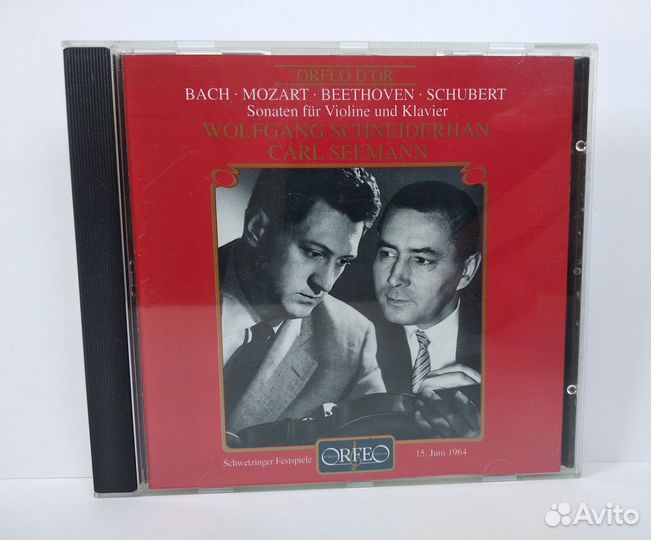 ORFEO D'OR
BACH · MOZART · BEETHOVEN · SCHUBERT
Sonaten für Violine und Klavier
WOLFGANG SCHNEIDERHAN
CARL SEEMANN
Schwetzinger Festspiele
ORFEO
15. Juni 1964
Avito